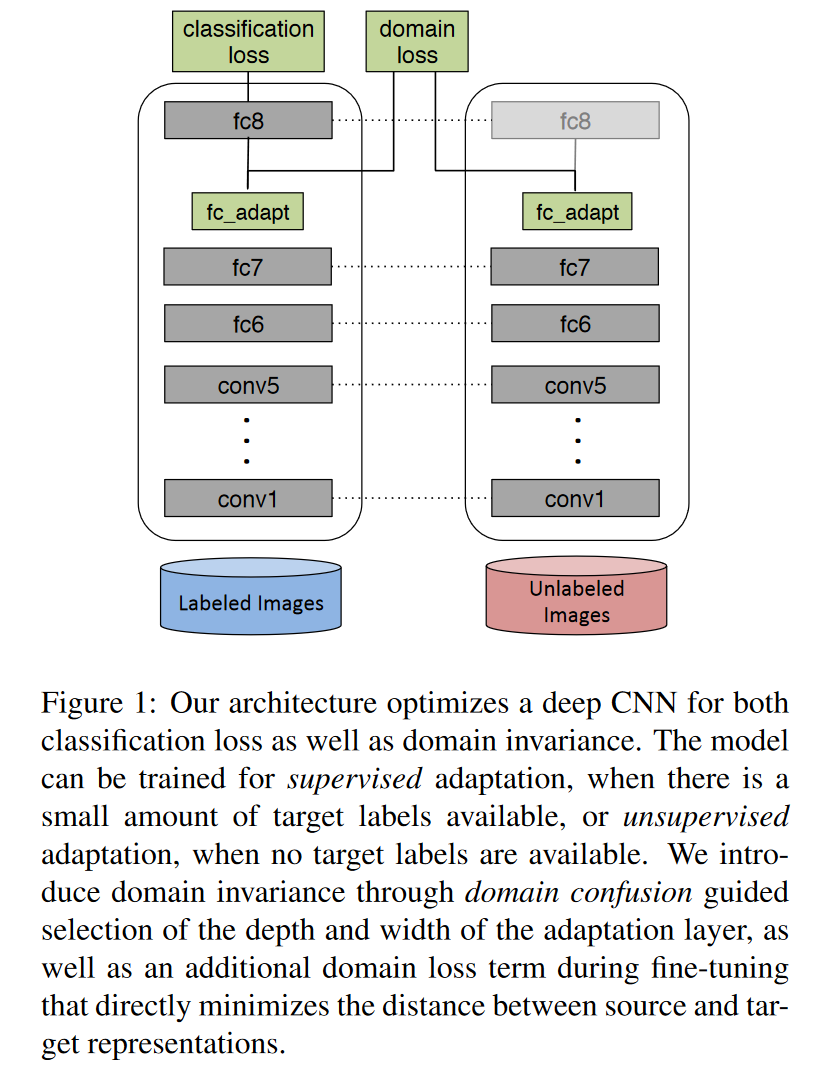 classification
loss
domain
loss
fc8
fc8
fc_adapt
fc_adapt
fc7
fc7
fc6
fc6
conv5
conv5
conv1
conv1
Labeled Images
Unlabeled
Images
Figure 1: Our architecture optimizes a deep CNN for both
classification loss as well as domain invariance. The model
can be trained for supervised adaptation, when there is a
small amount of target labels available, or unsupervised
adaptation, when no target labels are available. We intro-
duce domain invariance through domain confusion guided
selection of the depth and width of the adaptation layer, as
well as an additional domain loss term during fine-tuning
that directly minimizes the distance between source and tar-
get representations.